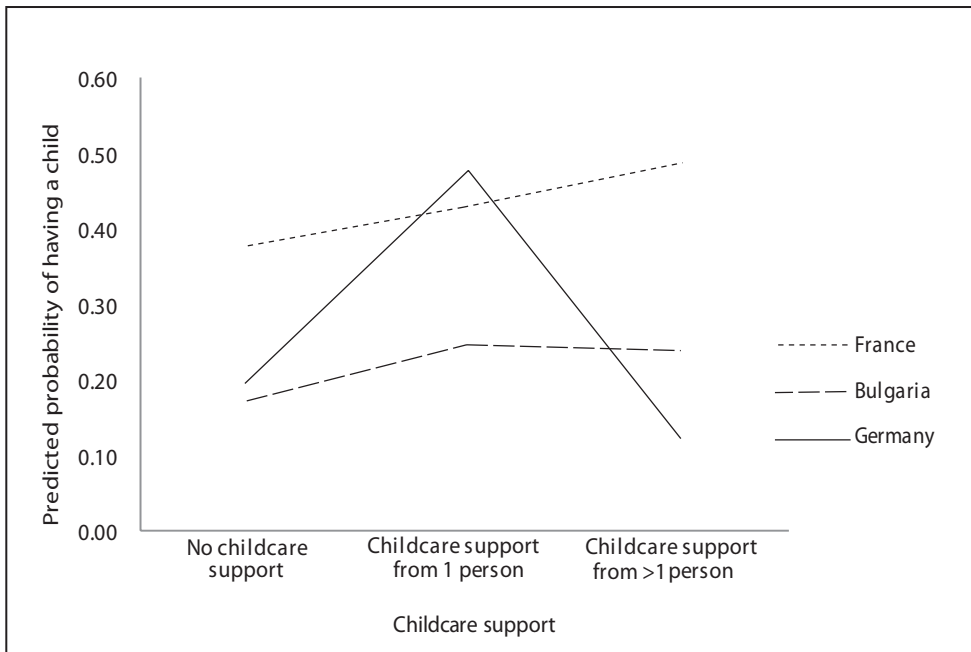 Predicted probability of having a child
0.60
0.50
0.40
0.30
0.20
0.10
0.00
No childcare
support
Childcare support
from 1 person
Childcare support
from >1 person
Childcare support
France
Bulgaria
Germany